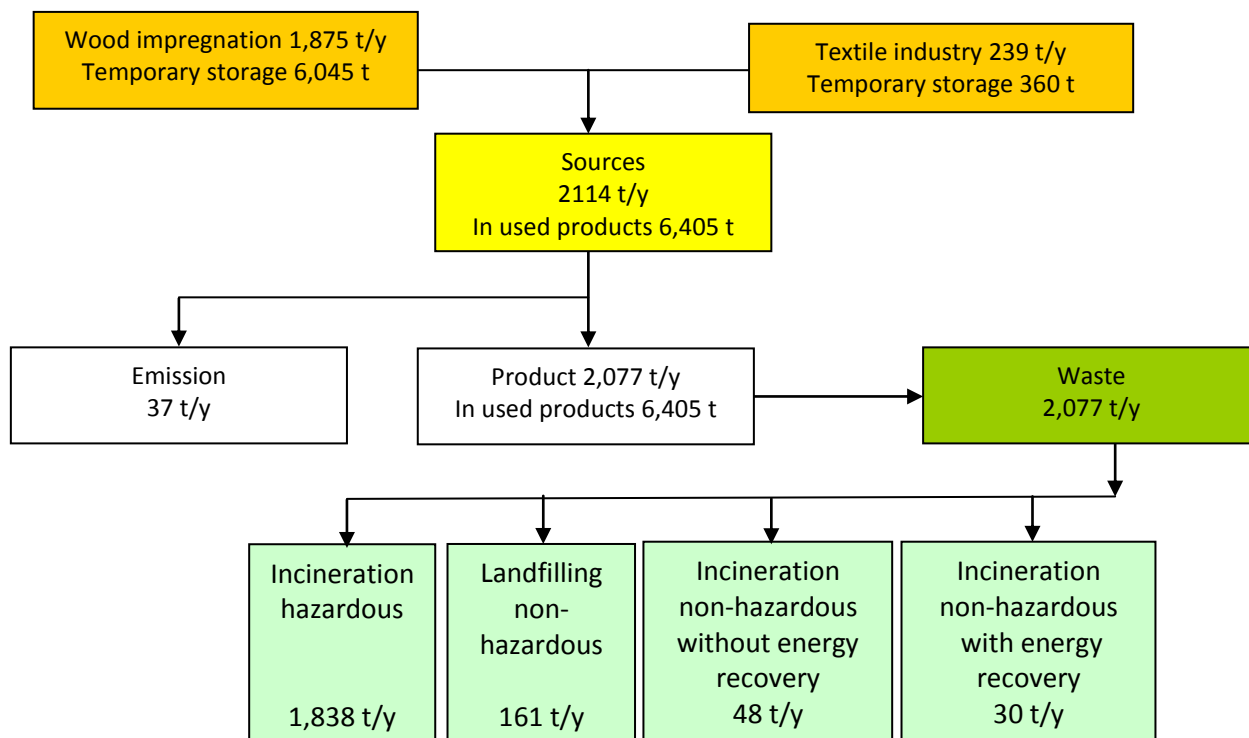 Wood impregnation 1,875 t/y
Temporary storage 6,045 t
Textile industry 239 t/y
Temporary storage 360 t
Sources
2114 t/y
In used products 6,405 t
Emission
37 t/y
Product 2,077 t/y
In used products 6,405 t
Waste
2,077 t/y
Incineration
hazardous
1,838 t/y
Landfilling
non-
hazardous
161 t/y
Incineration
non-hazardous
without energy
recovery
48 t/y
Incineration
non-hazardous
with energy
recovery
30 t/y